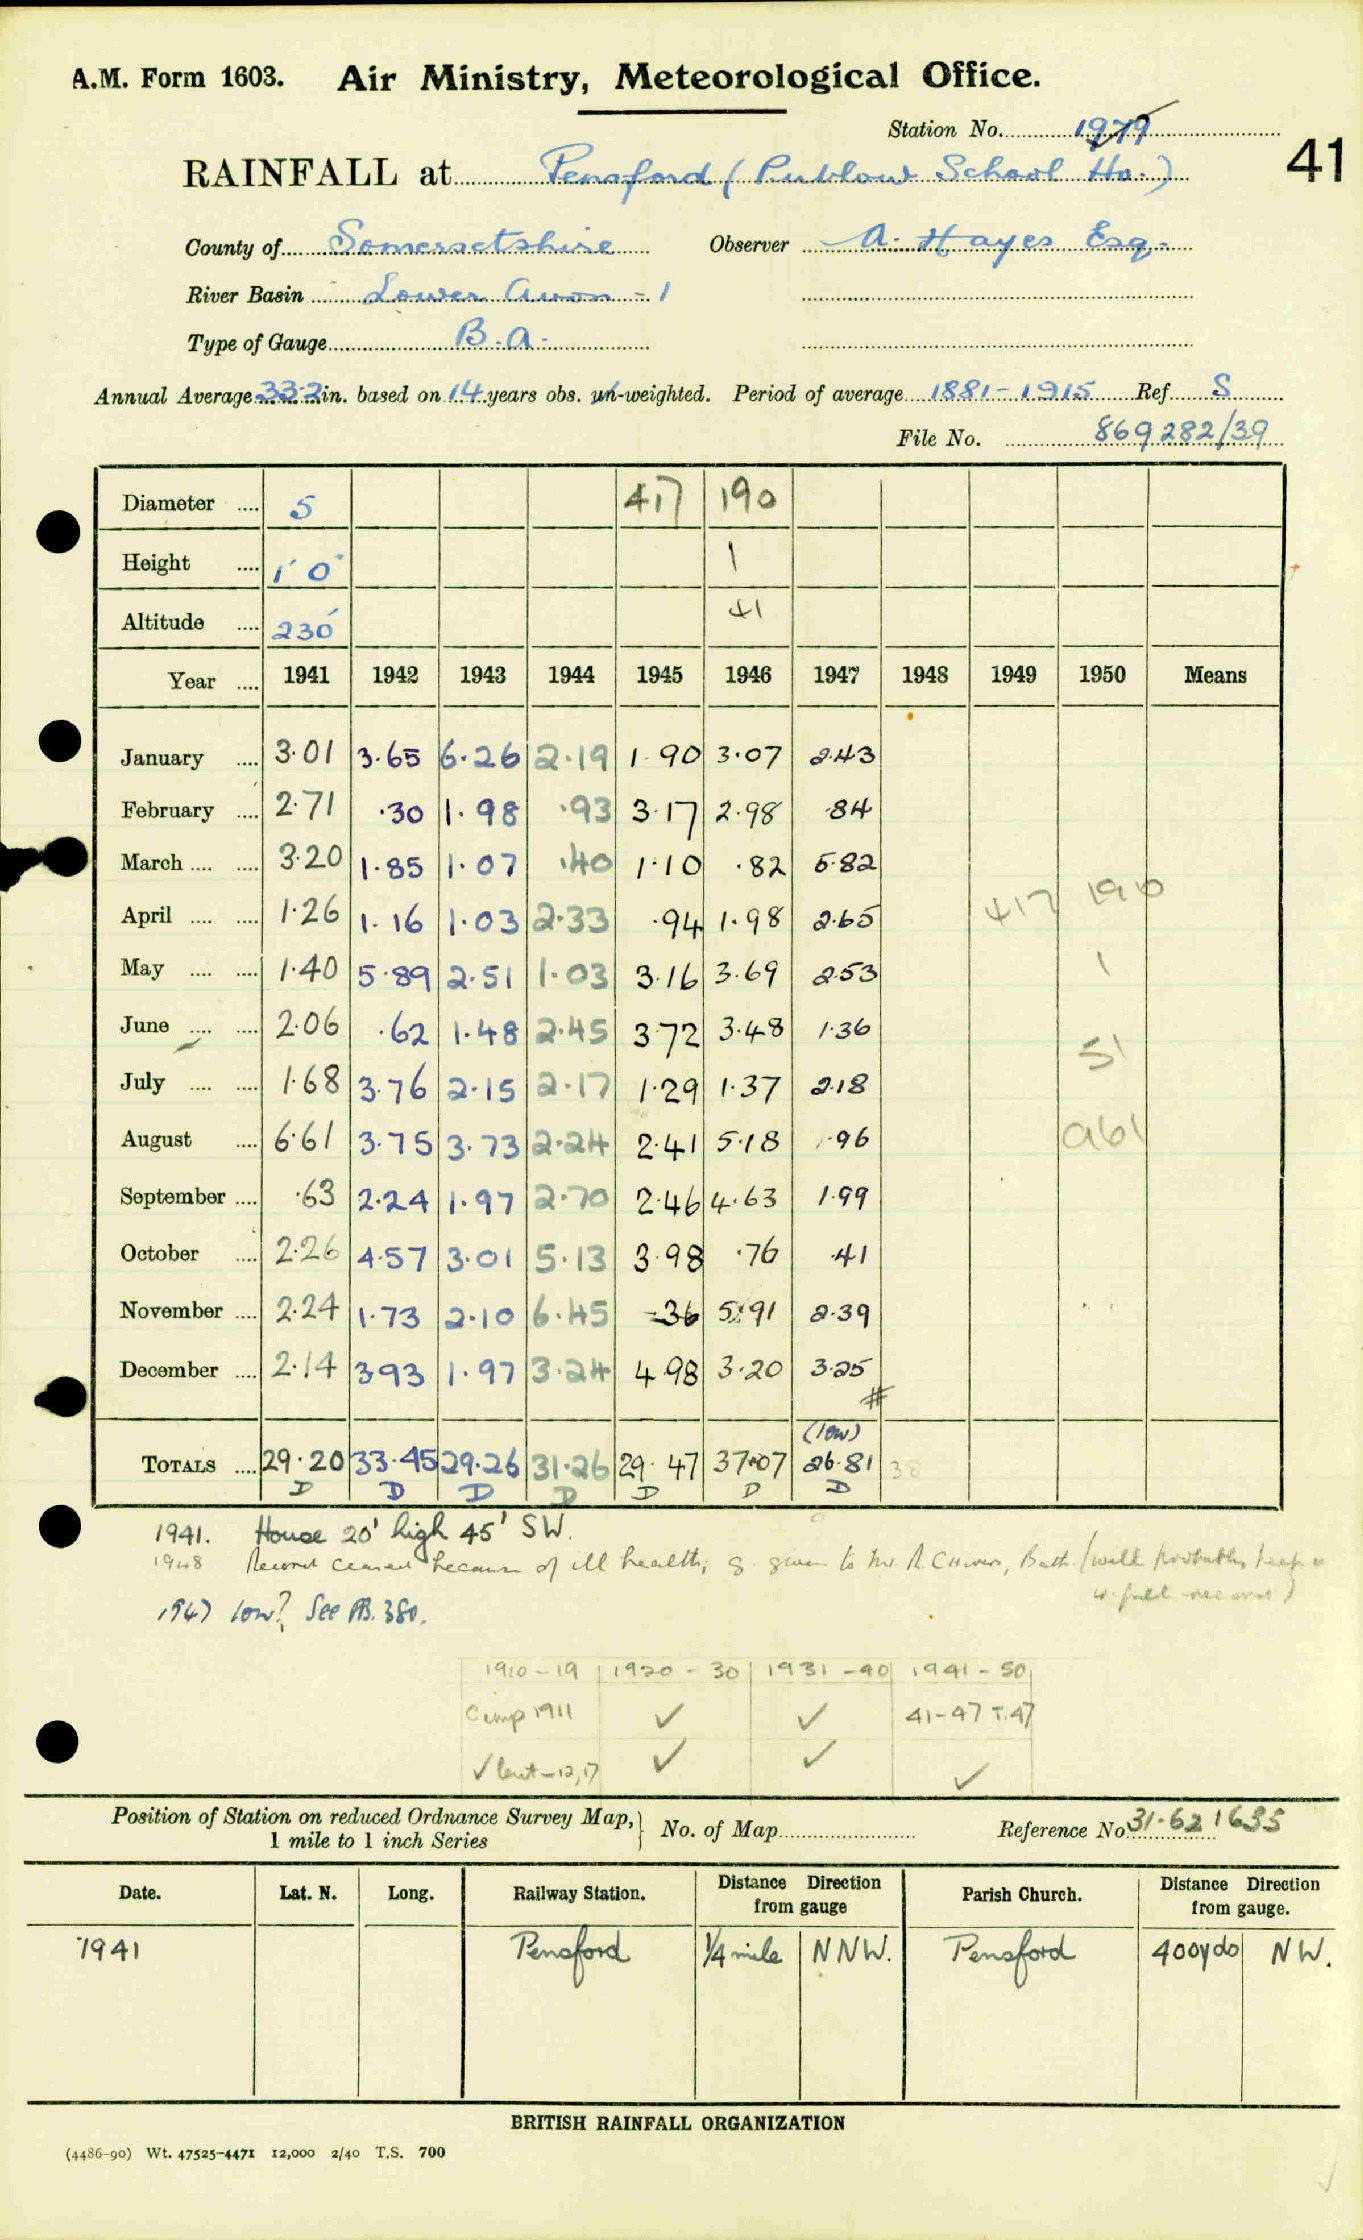 A.M. Form 1603. Air Ministry, Meteorological Office.
Station No. 1979
41
RAINFALL at Pensford (Publow School Ho.)
County of Somersetshire Observer A. Hayes Esq.
River Basin Lower Avon - 1
Type of Gauge B.A.
Annual Average 33.2 in. based on 14 years obs. un-weighted. Period of average 1881-1915 Ref. S
File No. 869282/39
Diameter .... 5 417 190
Height .... 1' 0" 1
Altitude .... 230' 41
Year .... 1941 1942 1943 1944 1945 1946 1947 1948 1949 1950 Means
January .... 3.01 3.65 6.26 2.19 1.90 3.07 2.43
February .... 2.71 .30 1.98 .93 3.17 2.98 .84
March .... .... 3.20 1.85 1.07 .40 1.10 .82 5.82
April .... .... 1.26 1.16 1.03 2.33 .94 1.98 2.65 417 190
May .... .... 1.40 5.89 2.51 1.03 3.16 3.69 2.53 1
June .... .... 2.06 .62 1.48 2.45 3.72 3.48 1.36 51
July .... .... 1.68 3.76 2.15 2.17 1.29 1.37 2.18
August .... 6.61 3.75 3.73 2.24 2.41 5.18 .96 961
September .... .63 2.24 1.97 2.70 2.46 4.63 1.99
October .... 2.26 4.57 3.01 5.13 3.98 .76 .41
November .... 2.24 1.73 2.10 6.45 .36 5.91 2.39
December .... 2.14 3.93 1.97 3.24 4.98 3.20 3.25
#
(low)
TOTALS .... 29.20 33.45 29.26 31.26 29.47 37.07 26.81 38
D D D D D D D
1941. House 20' high 45' SW.
1948 Record ceased because of ill health, g. given to Mr. R. Chivers, Bath (will probably keep a
full record)
1947 low? See PB. 380.
1910-19 1920-30 1931-40 1941-50
Comp 1911 ✓ ✓ 41-47 T.47
✓ but -12,17 ✓ ✓ ✓
Position of Station on reduced Ordnance Survey Map, 1 mile to 1 inch Series } No. of Map Reference No. 31.62 1635
Date. Lat. N. Long. Railway Station. Distance Direction from gauge Parish Church. Distance Direction from gauge.
1941 Pensford 1/4 mile NNW. Pensford 400yds NW.
BRITISH RAINFALL ORGANIZATION
(4486-90) Wt. 47525-4471 12,000 2/40 T.S. 700